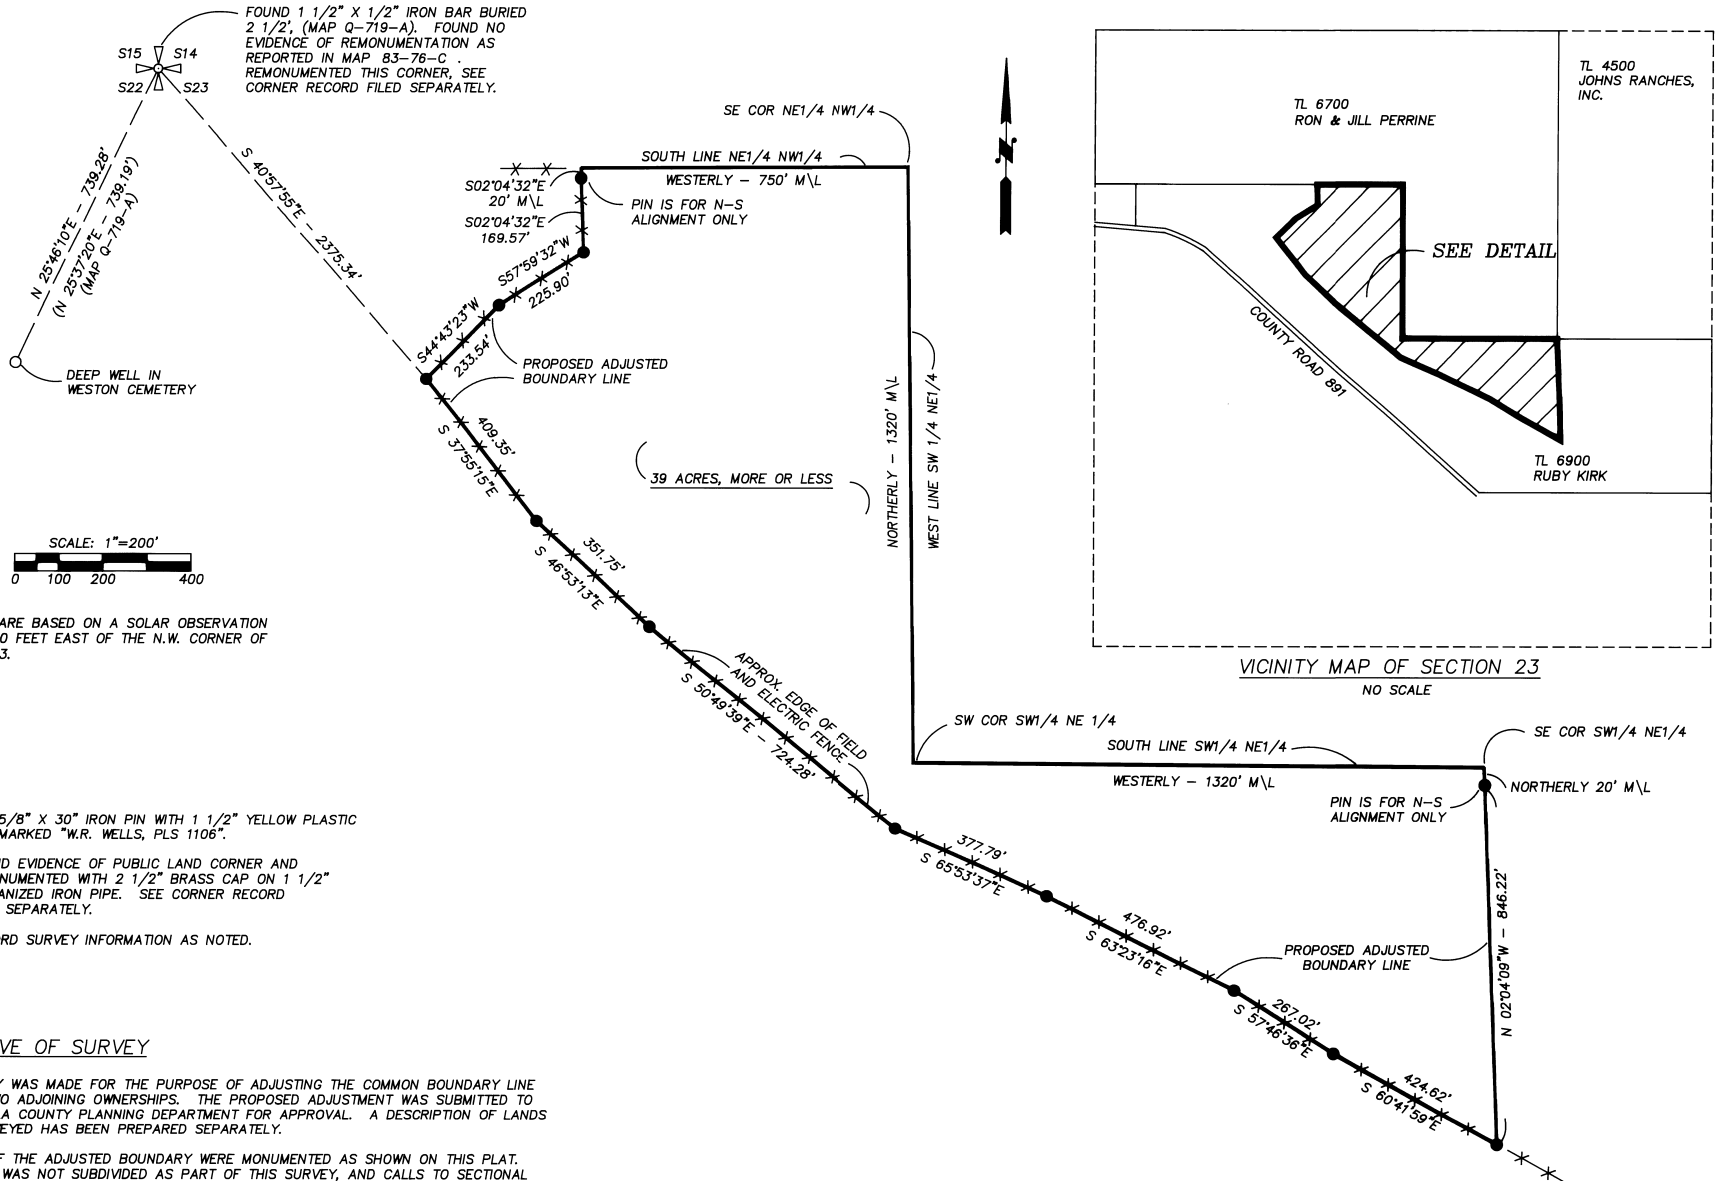 FOUND 1 1/2" X 1/2" IRON BAR BURIED
2 1/2', (MAP Q-719-A). FOUND NO
EVIDENCE OF REMONUMENTATION AS
REPORTED IN MAP 83-76-C .
REMONUMENTED THIS CORNER, SEE
CORNER RECORD FILED SEPARATELY.
S15
S14
S22
S23
N 25°46'10"E - 739.28'
(N 25°37'20"E - 739.19')
(MAP Q-719-A)
S 40°57'55"E - 2375.34'
DEEP WELL IN
WESTON CEMETERY
SE COR NE1/4 NW1/4
SOUTH LINE NE1/4 NW1/4
WESTERLY - 750' M\L
S02°04'32"E
20' M\L
PIN IS FOR N-S
ALIGNMENT ONLY
S02°04'32"E
169.57'
S57°59'32"W
225.90'
S44°43'23"W
233.54'
PROPOSED ADJUSTED
BOUNDARY LINE
409.35'
S 37°55'15"E
39 ACRES, MORE OR LESS
NORTHERLY - 1320' M\L
WEST LINE SW 1/4 NE1/4
N
TL 4500
JOHNS RANCHES,
INC.
TL 6700
RON & JILL PERRINE
SEE DETAIL
COUNTY ROAD 891
TL 6900
RUBY KIRK
VICINITY MAP OF SECTION 23
NO SCALE
SCALE: 1"=200'
0 100 200 400
351.75'
S 46°53'13"E
ARE BASED ON A SOLAR OBSERVATION
0 FEET EAST OF THE N.W. CORNER OF
3.
APPROX. EDGE OF FIELD
AND ELECTRIC FENCE
S 50°49'39"E - 724.28'
SW COR SW1/4 NE 1/4
SOUTH LINE SW1/4 NE1/4
WESTERLY - 1320' M\L
SE COR SW1/4 NE1/4
NORTHERLY 20' M\L
PIN IS FOR N-S
ALIGNMENT ONLY
5/8" X 30" IRON PIN WITH 1 1/2" YELLOW PLASTIC
MARKED "W.R. WELLS, PLS 1106".
ID EVIDENCE OF PUBLIC LAND CORNER AND
NUMENTED WITH 2 1/2" BRASS CAP ON 1 1/2"
ANIZED IRON PIPE. SEE CORNER RECORD
SEPARATELY.
RD SURVEY INFORMATION AS NOTED.
377.79'
S 65°53'37"E
476.92'
S 63°23'16"E
PROPOSED ADJUSTED
BOUNDARY LINE
N 02°04'09"W - 846.22'
267.02'
S 57°46'36"E
424.62'
S 60°41'59"E
VE OF SURVEY
Y WAS MADE FOR THE PURPOSE OF ADJUSTING THE COMMON BOUNDARY LINE
VO ADJOINING OWNERSHIPS. THE PROPOSED ADJUSTMENT WAS SUBMITTED TO
A COUNTY PLANNING DEPARTMENT FOR APPROVAL. A DESCRIPTION OF LANDS
EYED HAS BEEN PREPARED SEPARATELY.
F THE ADJUSTED BOUNDARY WERE MONUMENTED AS SHOWN ON THIS PLAT.
WAS NOT SUBDIVIDED AS PART OF THIS SURVEY, AND CALLS TO SECTIONAL